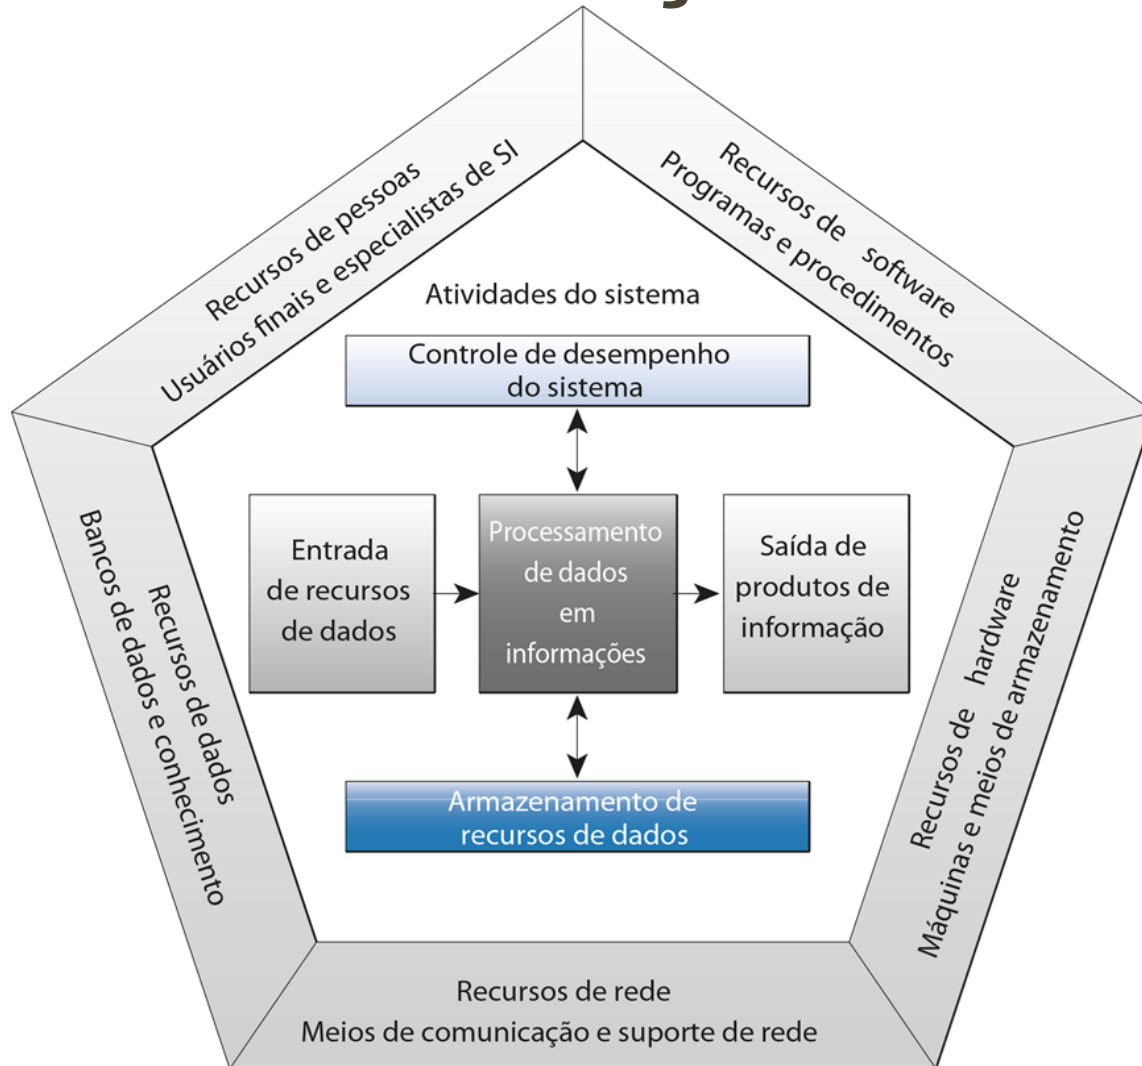 Recursos de pessoas
Usuários finais e especialistas de SI
Recursos de software
Programas e procedimentos
Atividades do sistema
Controle de desempenho
do sistema
Entrada
de recursos
de dados
Processamento
de dados
em
informações
Saída de
produtos de
informação
Armazenamento de
recursos de dados
Recursos de dados
Bancos de dados e conhecimento
Recursos de hardware
Máquinas e meios de armazenamento
Recursos de rede
Meios de comunicação e suporte de rede